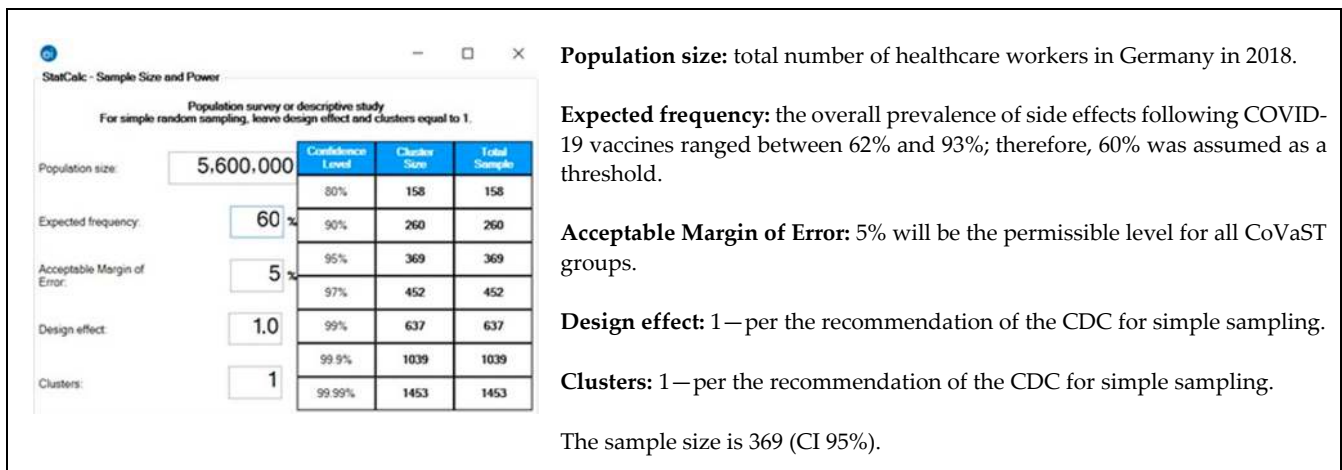 StatCalc - Sample Size and Power
Population survey or descriptive study
For simple random sampling, leave design effect and clusters equal to 1.
Population size: 5,600,000
Expected frequency: 60 %
Acceptable Margin of
Error: 5 %
Design effect: 1.0
Clusters: 1
Confidence Level Cluster Size Total Sample
80% 158 158
90% 260 260
95% 369 369
97% 452 452
99% 637 637
99.9% 1039 1039
99.99% 1453 1453
Population size: total number of healthcare workers in Germany in 2018.
Expected frequency: the overall prevalence of side effects following COVID-
19 vaccines ranged between 62% and 93%; therefore, 60% was assumed as a
threshold.
Acceptable Margin of Error: 5% will be the permissible level for all CoVaST
groups.
Design effect: 1—per the recommendation of the CDC for simple sampling.
Clusters: 1—per the recommendation of the CDC for simple sampling.
The sample size is 369 (CI 95%).